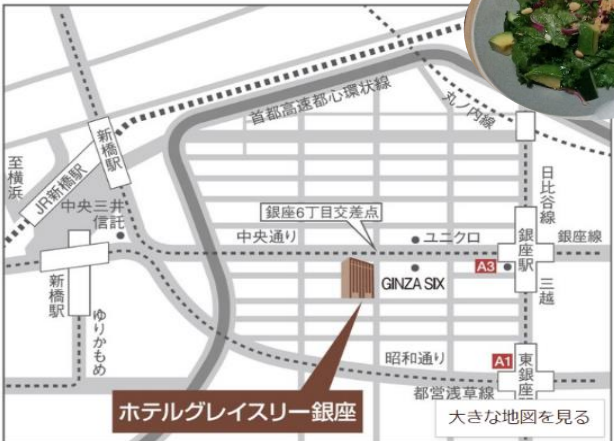 首都高速都心環状線
丸ノ内線
至横浜
JR新橋駅
新橋駅
中央三井
信託
銀座6丁目交差点
中央通り
ユニクロ
日比谷線
銀座駅
銀座線
A3
GINZA SIX
三越
新橋駅
ゆりかもめ
昭和通り
A1
東銀座
都営浅草線
ホテルグレイスリー銀座
大きな地図を見る